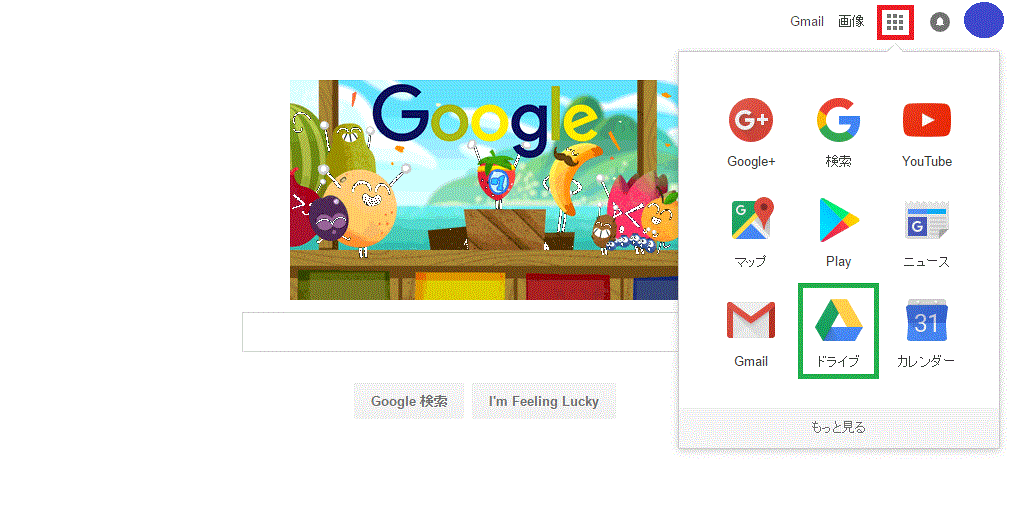 Gmail 画像
Google
Google+ 検索 YouTube
マップ Play ニュース
Gmail ドライブ 31 カレンダー
Google 検索 I'm Feeling Lucky
もっと見る